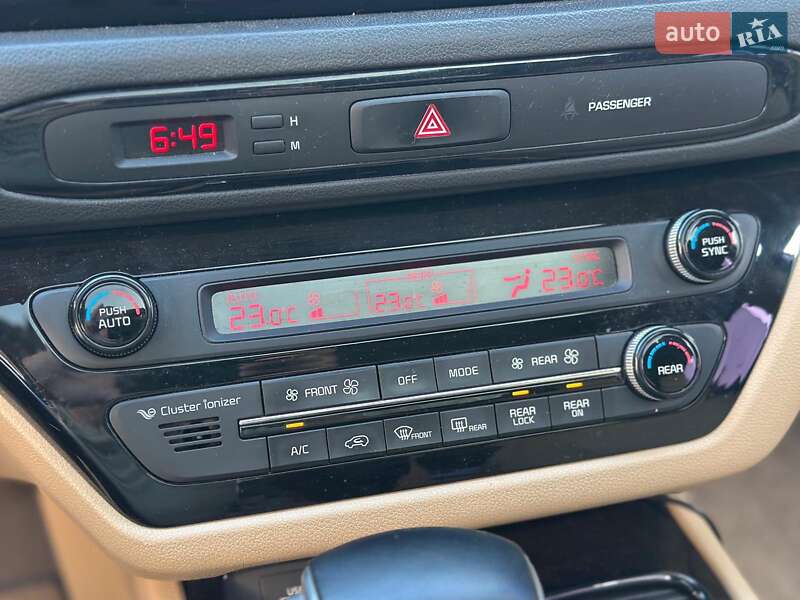 auto RIA
6:49
H
M
PASSENGER
PUSH
AUTO
AUTO
23.0C
23.0C
SYNC
23.0C
PUSH
SYNC
FRONT
OFF
MODE
REAR
REAR
Cluster ionizer
A/C
FRONT
REAR
REAR
LOCK
REAR
ON